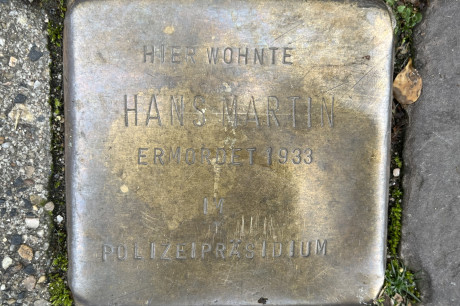 HIER WOHNTE
HANS MARTIN
ERMORDET 1933
IM
POLIZEIPRÄSIDIUM